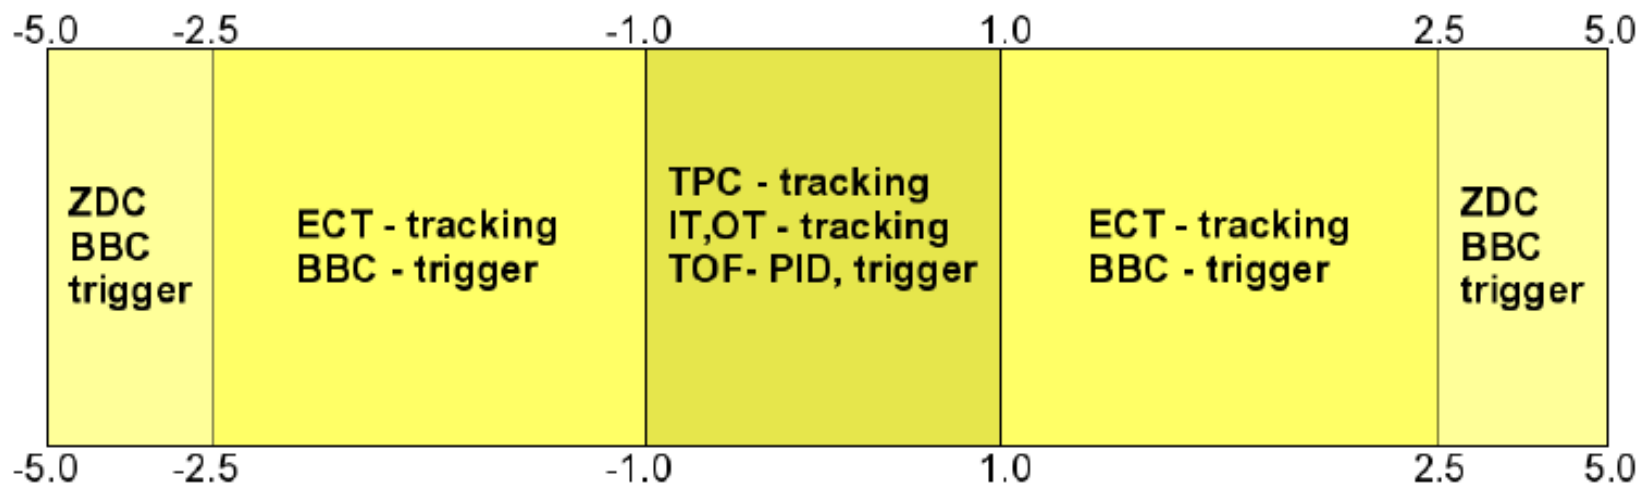 -5.0 -2.5 -1.0 1.0 2.5 5.0
ZDC
BBC
trigger
ECT - tracking
BBC - trigger
TPC - tracking
IT,OT - tracking
TOF- PID, trigger
ECT - tracking
BBC - trigger
ZDC
BBC
trigger
-5.0 -2.5 -1.0 1.0 2.5 5.0